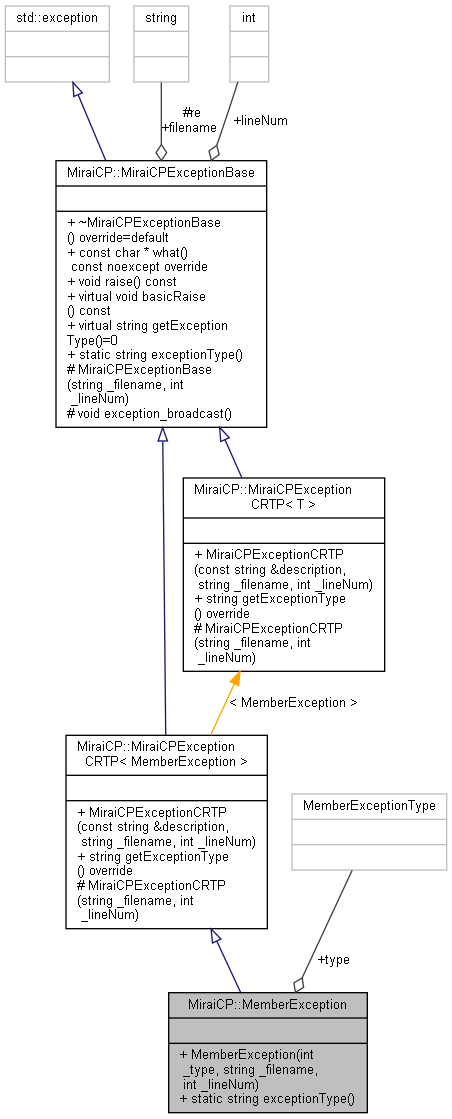 std::exception
string
int
#re
+filename
+lineNum
MiraiCP::MiraiCPExceptionBase
+ ~MiraiCPExceptionBase
() override=default
+ const char * what()
const noexcept override
+ void raise() const
+ virtual void basicRaise
() const
+ virtual string getException
Type()=0
+ static string exceptionType()
# MiraiCPExceptionBase
(string _filename, int
_lineNum)
# void exception_broadcast()
MiraiCP::MiraiCPException
CRTP< T >
+ MiraiCPExceptionCRTP
(const string &description,
string _filename, int _lineNum)
+ string getExceptionType
() override
# MiraiCPExceptionCRTP
(string _filename, int
_lineNum)
< MemberException >
MiraiCP::MiraiCPException
CRTP< MemberException >
+ MiraiCPExceptionCRTP
(const string &description,
string _filename, int _lineNum)
+ string getExceptionType
() override
# MiraiCPExceptionCRTP
(string _filename, int
_lineNum)
MemberExceptionType
+type
MiraiCP::MemberException
+ MemberException(int
_type, string _filename,
int _lineNum)
+ static string exceptionType()